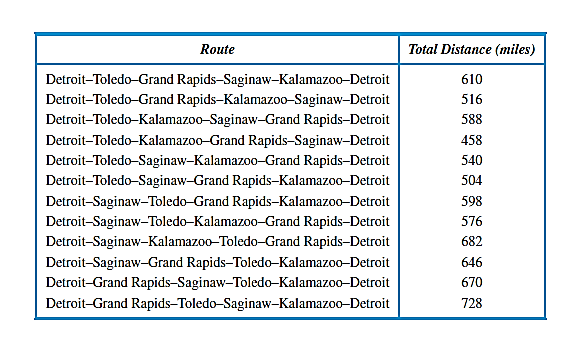 Route Total Distance (miles)
Detroit–Toledo–Grand Rapids–Saginaw–Kalamazoo–Detroit 610
Detroit–Toledo–Grand Rapids–Kalamazoo–Saginaw–Detroit 516
Detroit–Toledo–Kalamazoo–Saginaw–Grand Rapids–Detroit 588
Detroit–Toledo–Kalamazoo–Grand Rapids–Saginaw–Detroit 458
Detroit–Toledo–Saginaw–Kalamazoo–Grand Rapids–Detroit 540
Detroit–Toledo–Saginaw–Grand Rapids–Kalamazoo–Detroit 504
Detroit–Saginaw–Toledo–Grand Rapids–Kalamazoo–Detroit 598
Detroit–Saginaw–Toledo–Kalamazoo–Grand Rapids–Detroit 576
Detroit–Saginaw–Kalamazoo–Toledo–Grand Rapids–Detroit 682
Detroit–Saginaw–Grand Rapids–Toledo–Kalamazoo–Detroit 646
Detroit–Grand Rapids–Saginaw–Toledo–Kalamazoo–Detroit 670
Detroit–Grand Rapids–Toledo–Saginaw–Kalamazoo–Detroit 728